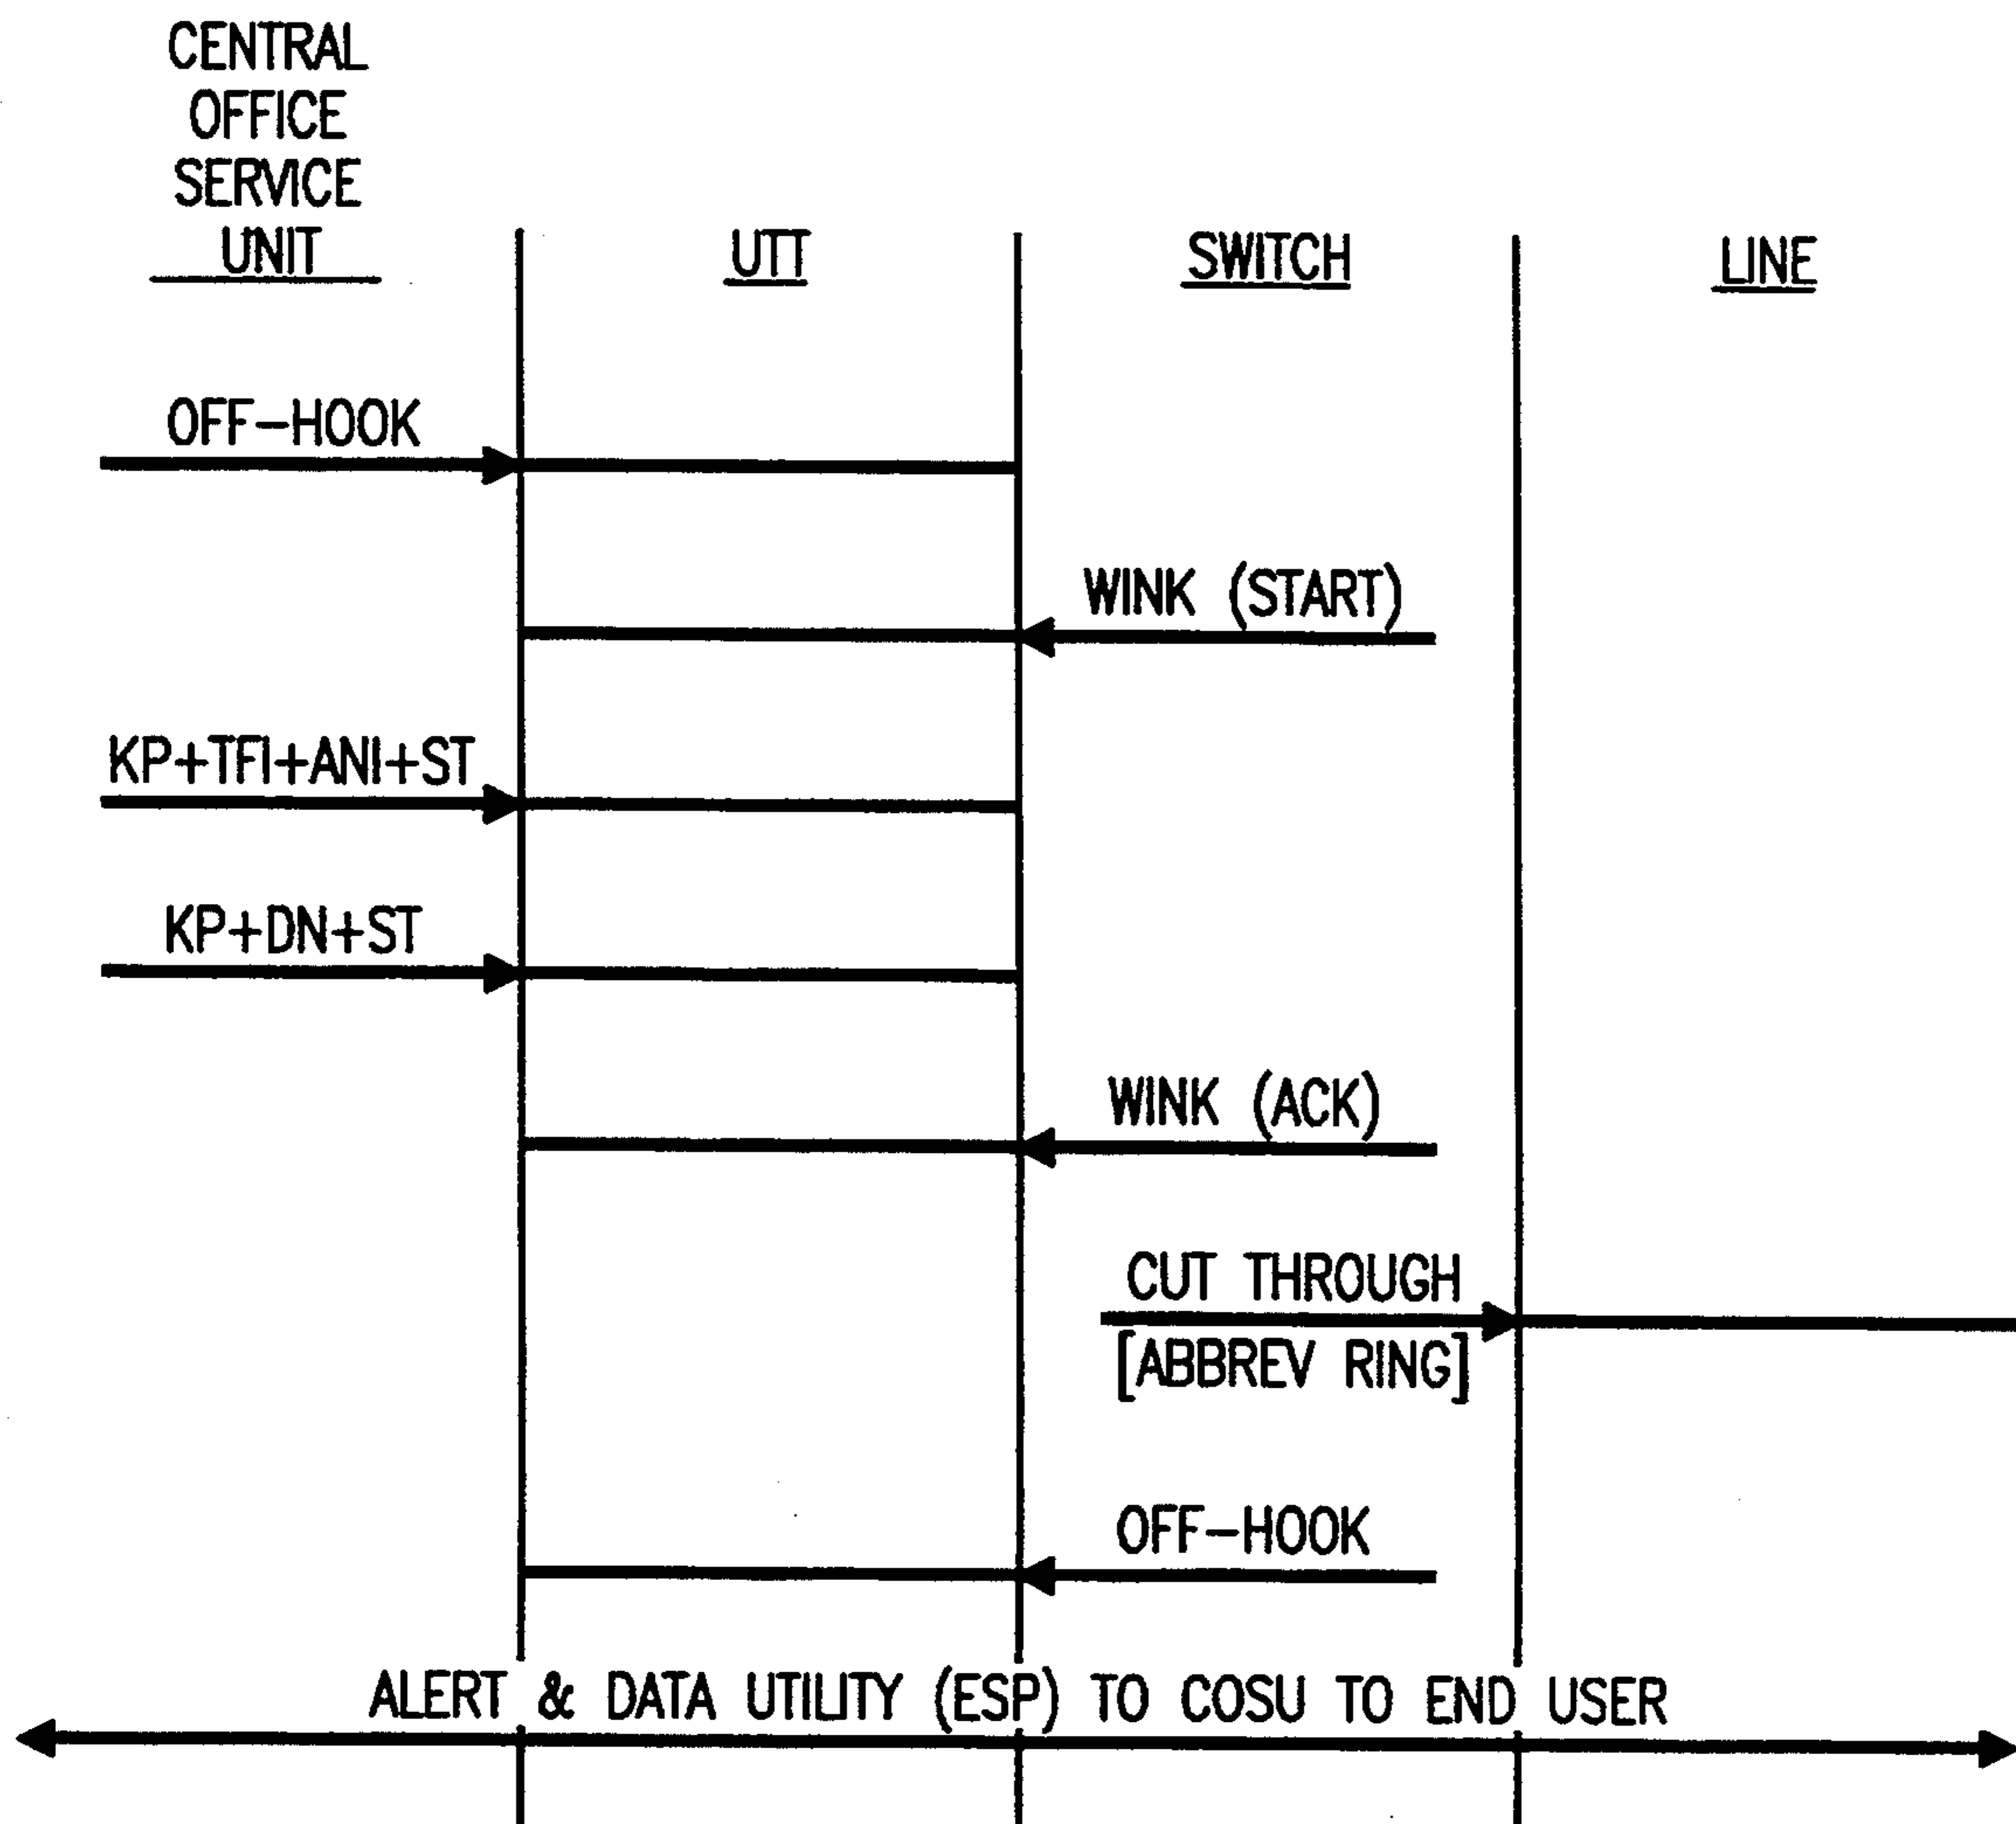 CENTRAL
OFFICE
SERVICE
UNIT
UTT
SWITCH
LINE
OFF-HOOK
WINK (START)
KP+TFI+ANI+ST
KP+DN+ST
WINK (ACK)
CUT THROUGH
[ABBREV RING]
OFF-HOOK
ALERT & DATA UTILITY (ESP) TO COSU TO END USER